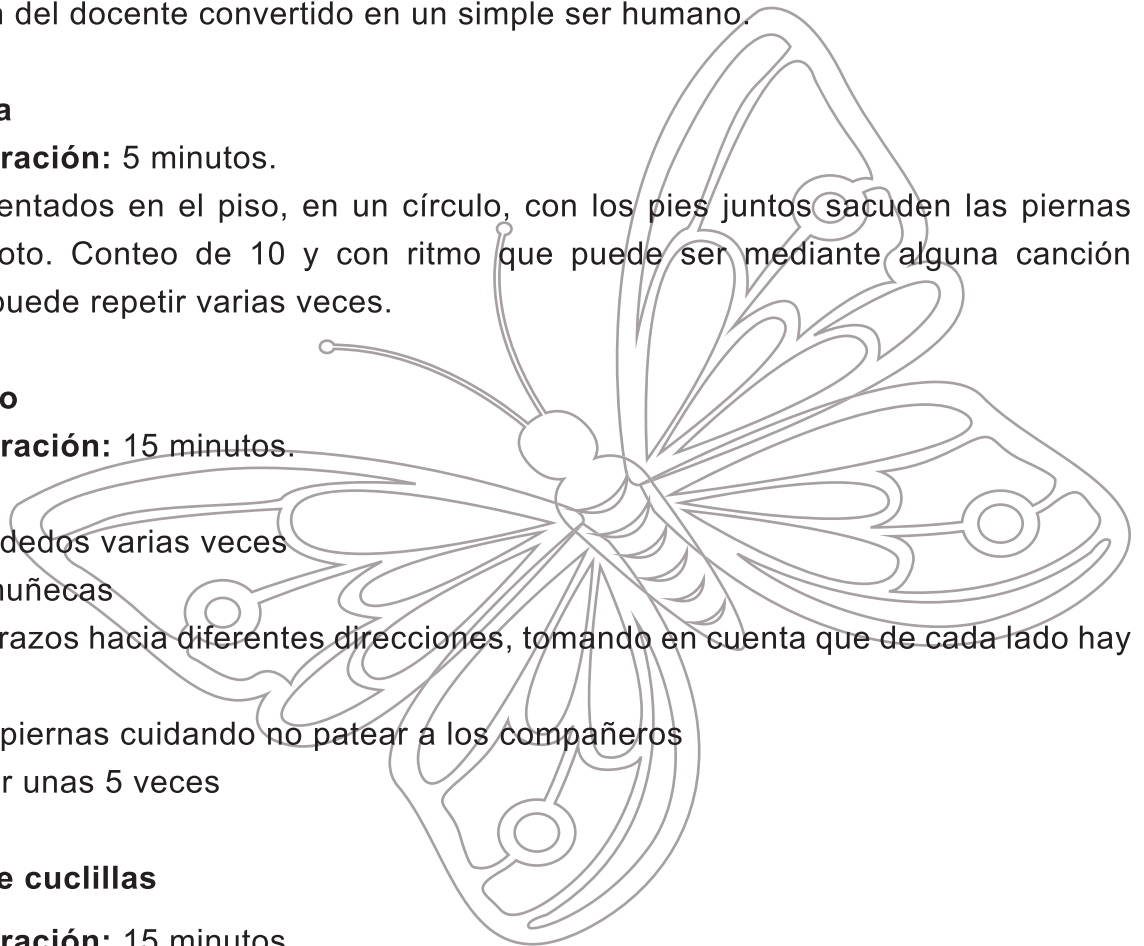 del docente convertido en un simple ser humano.
ración: 5 minutos.
entados en el piso, en un círculo, con los pies juntos sacuden las piernas
oto. Conteo de 10 y con ritmo que puede ser mediante alguna canción
puede repetir varias veces.
o
ración: 15 minutos.
dedos varias veces
muñecas
razos hacia diferentes direcciones, tomando en cuenta que de cada lado hay
piernas cuidando no patear a los compañeros
r unas 5 veces
e cuclillas
ración: 15 minutos